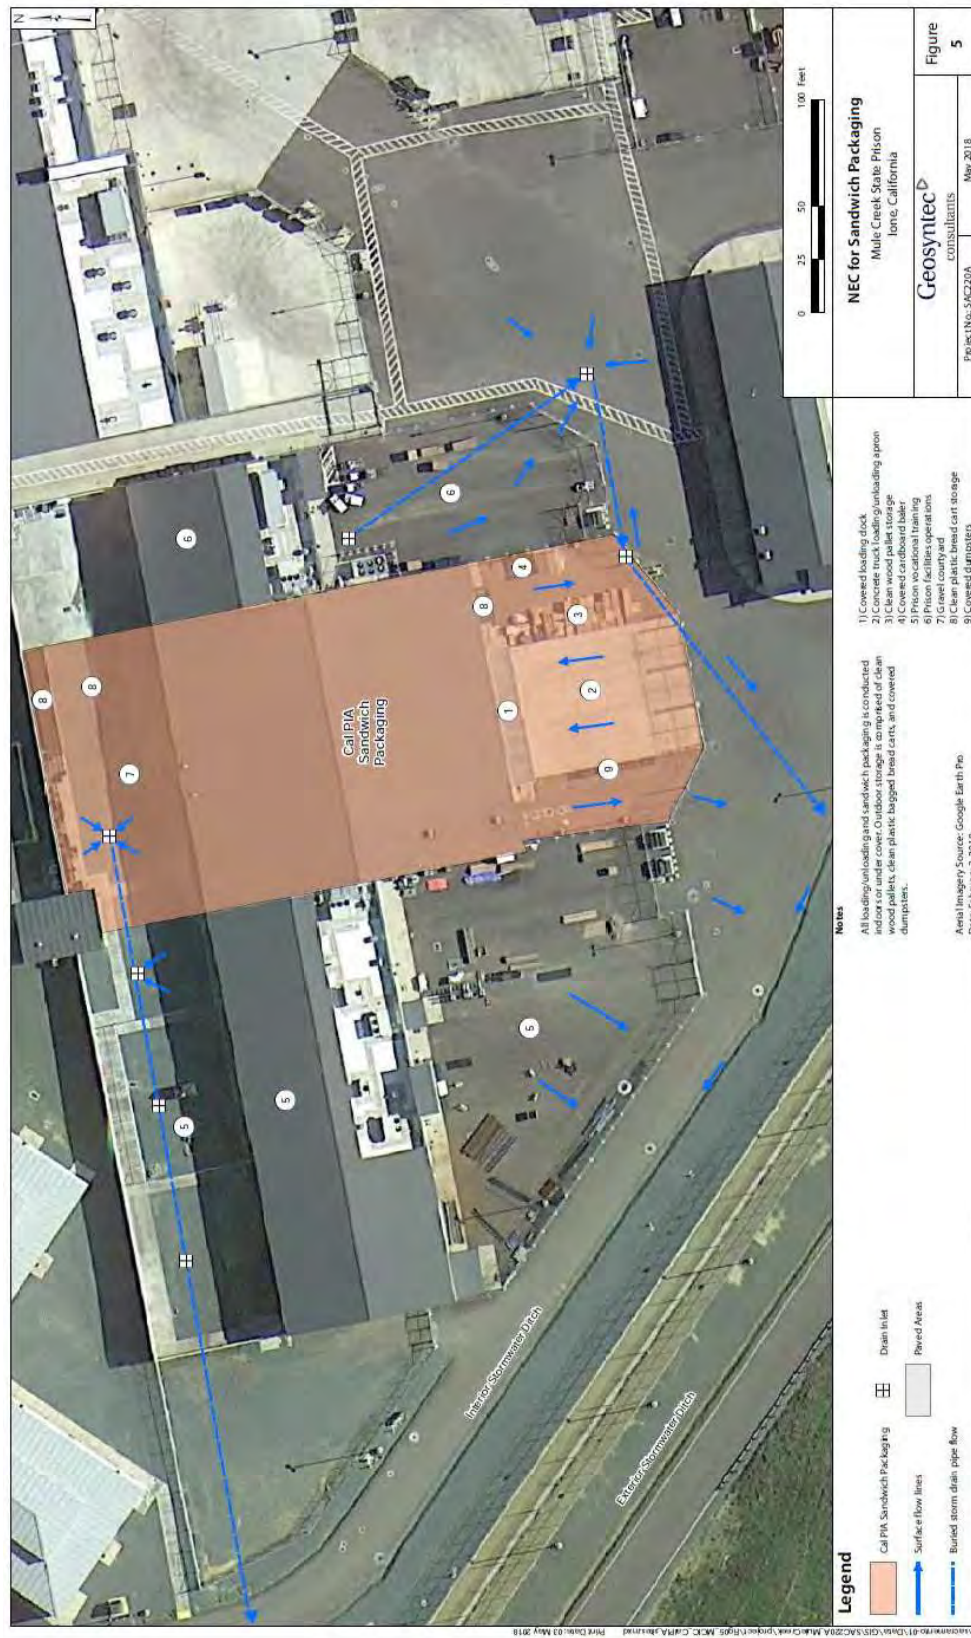 N
8
8
7
6
Cal PIA
Sandwich
Packaging
8
6
4
3
1
2
9
5
5
5
Interior Stormwater Ditch
Exterior Stormwater Ditch
Legend
Cal PIA Sandwich Packaging
Drain Inlet
Surface flow lines
Paved Areas
Buried storm drain pipe flow
Notes
All loading/unloading and sandwich packaging is conducted
indoors or under cover. Outdoor storage is comprised of clean
wood pallets, clean plastic bagged bread carts, and covered
dumpsters.
Aerial Imagery Source: Google Earth Pro
1) Covered loading dock
2) Concrete truck loading/unloading apron
3) Clean wood pallet storage
4) Covered cardboard baler
5) Prison vocational training
6) Prison facilities operations
7) Gravel courtyard
8) Clean plastic bread cart storage
9) Covered dumpsters
0 25 50 100 Feet
NEC for Sandwich Packaging
Mule Creek State Prison
Ione, California
Geosyntec
consultants
Figure
5
Project No.: SAC220A
May 2018
Print Date: 03 May 2018